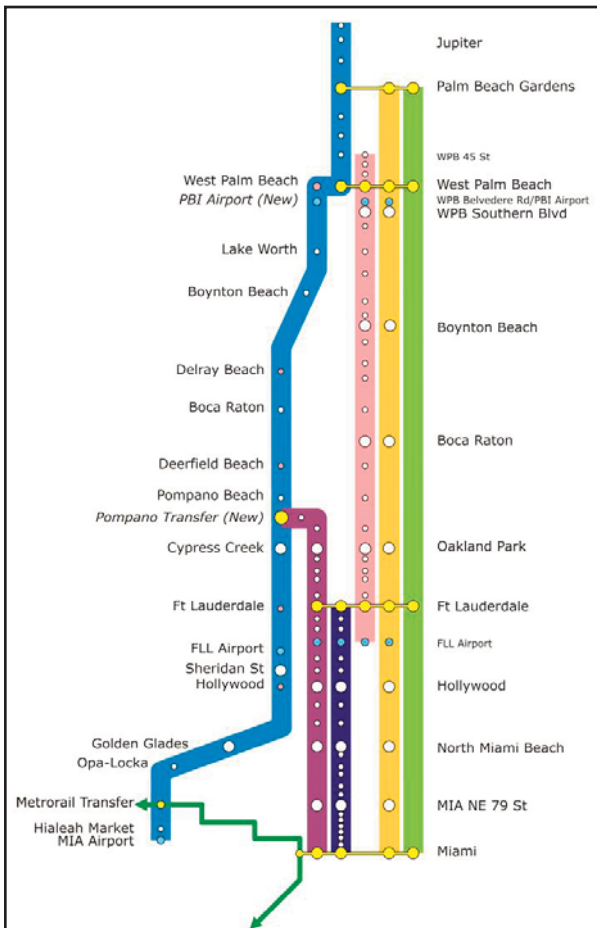 Jupiter
Palm Beach Gardens
WPB 45 St
West Palm Beach
West Palm Beach
PBI Airport (New)
WPB Belvedere Rd/PBI Airport
WPB Southern Blvd
Lake Worth
Boynton Beach
Boynton Beach
Delray Beach
Boca Raton
Boca Raton
Deerfield Beach
Pompano Beach
Pompano Transfer (New)
Cypress Creek
Oakland Park
Ft Lauderdale
Ft Lauderdale
FLL Airport
FLL Airport
Sheridan St
Hollywood
Hollywood
Golden Glades
North Miami Beach
Opa-Locka
Metrorail Transfer
MIA NE 79 St
Hialeah Market
MIA Airport
Miami